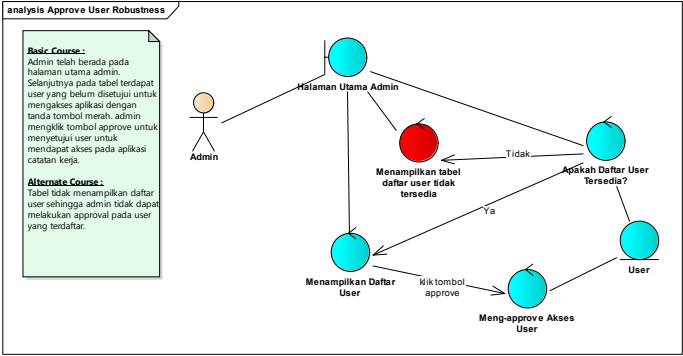 analysis Approve User Robustness
Basic Course :
Admin telah berada pada
halaman utama admin.
Selanjutnya pada tabel terdapat
user yang belum disetujui untuk
mengakses aplikasi dengan
tanda tombol merah. admin
mengklik tombol approve untuk
menyetujui user untuk
mendapat akses pada aplikasi
catatan kerja.
Alternate Course :
Tabel tidak menampilkan daftar
user sehingga admin tidak dapat
melakukan approval pada user
yang terdaftar.
Admin
Halaman Utama Admin
Menampilkan tabel
daftar user tidak
tersedia
Tidak
Apakah Daftar User
Tersedia?
Ya
Menampilkan Daftar
User
klik tombol
approve
Meng-approve Akses
User
User